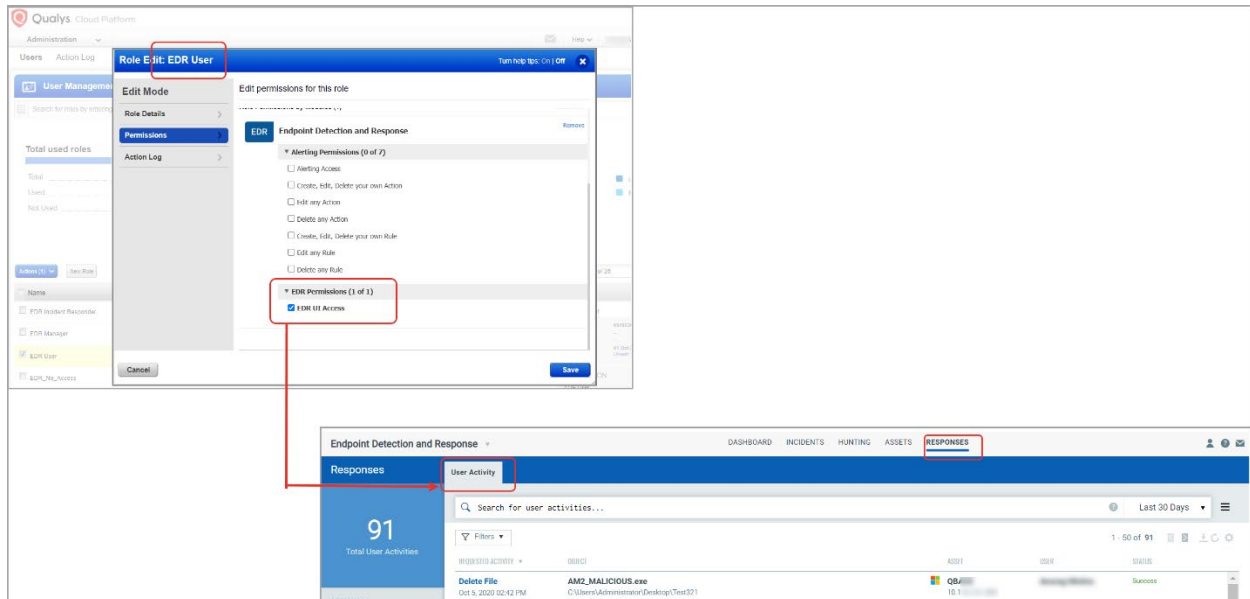 Qualys. Cloud Platform
Administration
Help
Users Action Log
Role Edit: EDR User
Turn help tips: On | Off
User Management
Edit Mode
Edit permissions for this role
Role Details
Permissions
Action Log
EDR Endpoint Detection and Response
Remove
Alerting Permissions (0 of 7)
Alerting Access
Create, Edit, Delete your own Action
Edit any Action
Delete any Action
Create, Edit, Delete your own Rule
Edit any Rule
Delete any Rule
EDR Permissions (1 of 1)
EDR UI Access
Cancel
Save
Total used roles
Total
Used
Not Used
Actions (1) New Role
Name
EDR Incident Responder
EDR Manager
EDR User
EDR_No_Access
Endpoint Detection and Response
DASHBOARD INCIDENTS HUNTING ASSETS RESPONSES
Responses
User Activity
Search for user activities...
Last 30 Days
91
Total User Activities
Filters
1 - 50 of 91
REQUESTED ACTIVITY OBJECT ASSET USER STATUS
Delete File AM2_MALICIOUS.exe Success
Oct 5, 2020 02:42 PM C:\Users\Administrator\Desktop\Test321